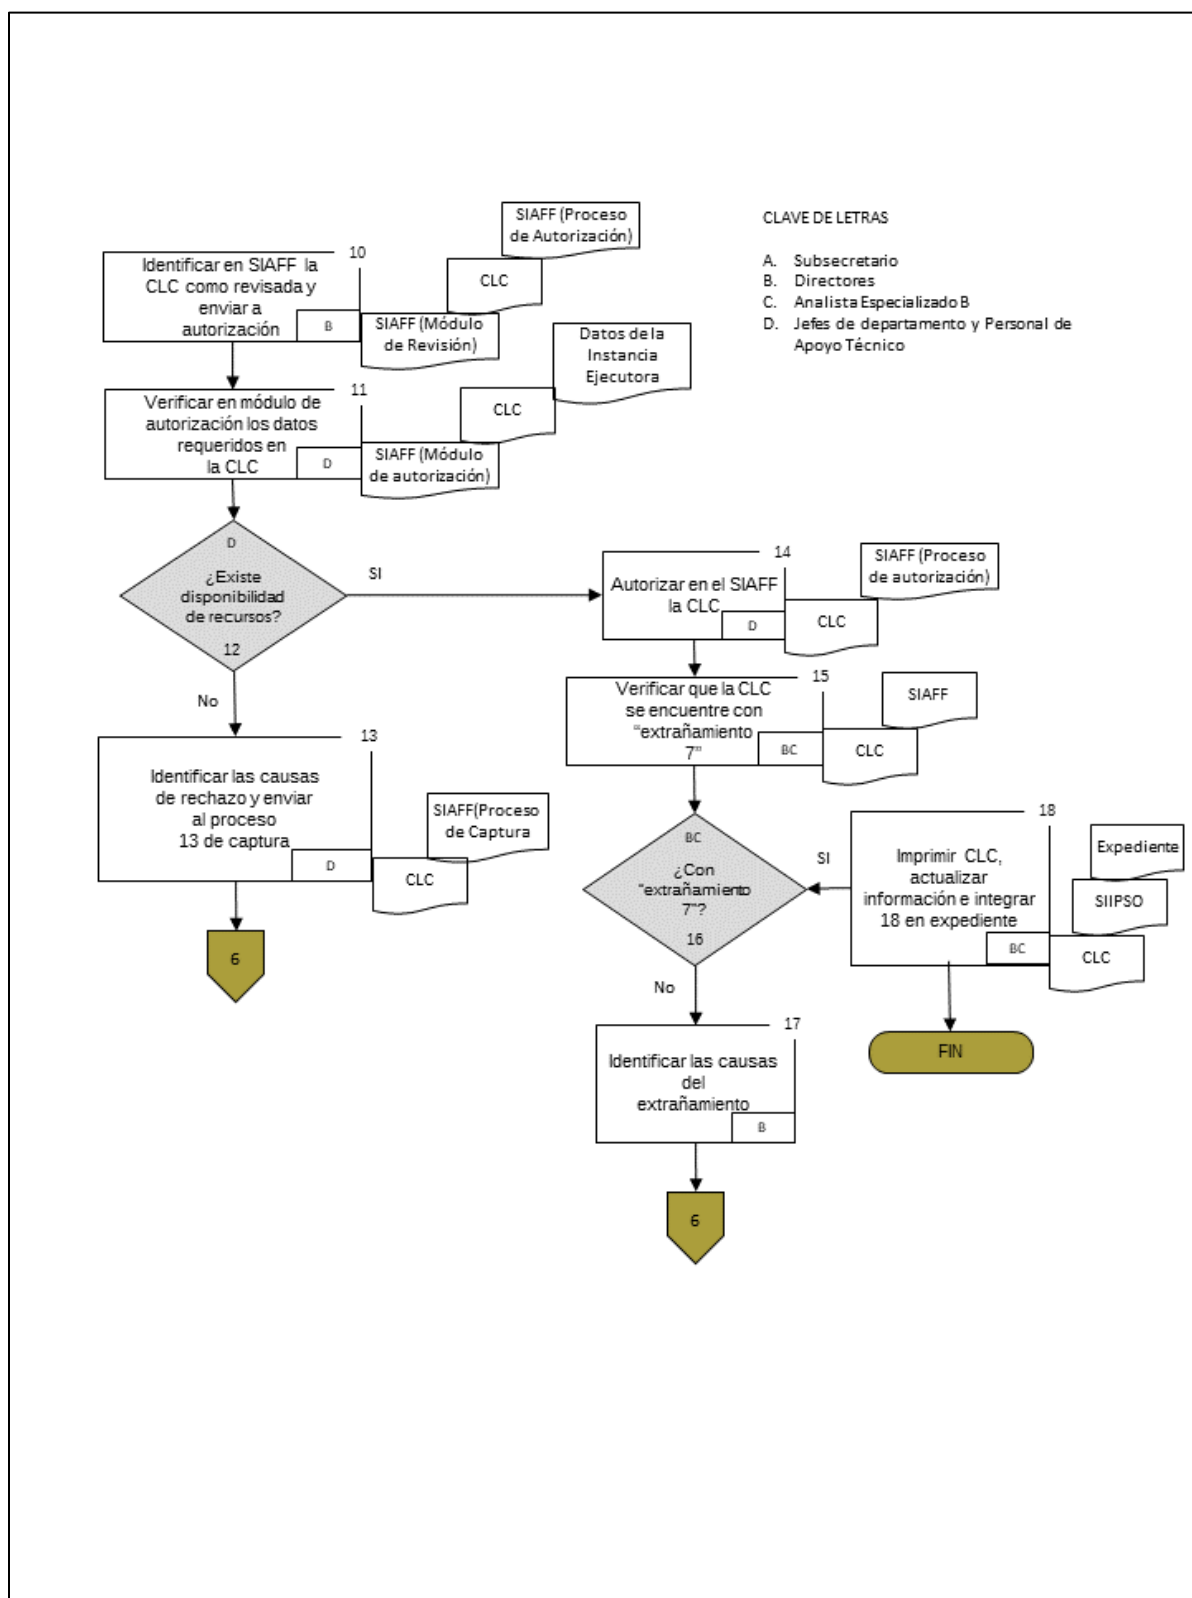 SIAFF (Proceso
de Autorización)
CLC
10
Identificar en SIAFF la
CLC como revisada y
enviar a
autorización
B
SIAFF (Módulo
de Revisión)
CLAVE DE LETRAS
A. Subsecretario
B. Directores
C. Analista Especializado B
D. Jefes de departamento y Personal de
Apoyo Técnico
Datos de la
Instancia
Ejecutora
CLC
11
Verificar en módulo de
autorización los datos
requeridos en
la CLC
D
SIAFF (Módulo
de autorización)
D
¿Existe
disponibilidad
de recursos?
12
SI
No
14
Autorizar en el SIAFF
la CLC
D
SIAFF (Proceso
de autorización)
CLC
15
Verificar que la CLC
se encuentre con
“extrañamiento
7”
BC
SIAFF
CLC
13
Identificar las causas
de rechazo y enviar
al proceso
13 de captura
D
SIAFF(Proceso
de Captura
CLC
6
BC
¿Con
“extrañamiento
7”?
16
SI
No
18
Imprimir CLC,
actualizar
información e integrar
18 en expediente
BC
Expediente
SIIPSO
CLC
FIN
17
Identificar las causas
del
extrañamiento
B
6